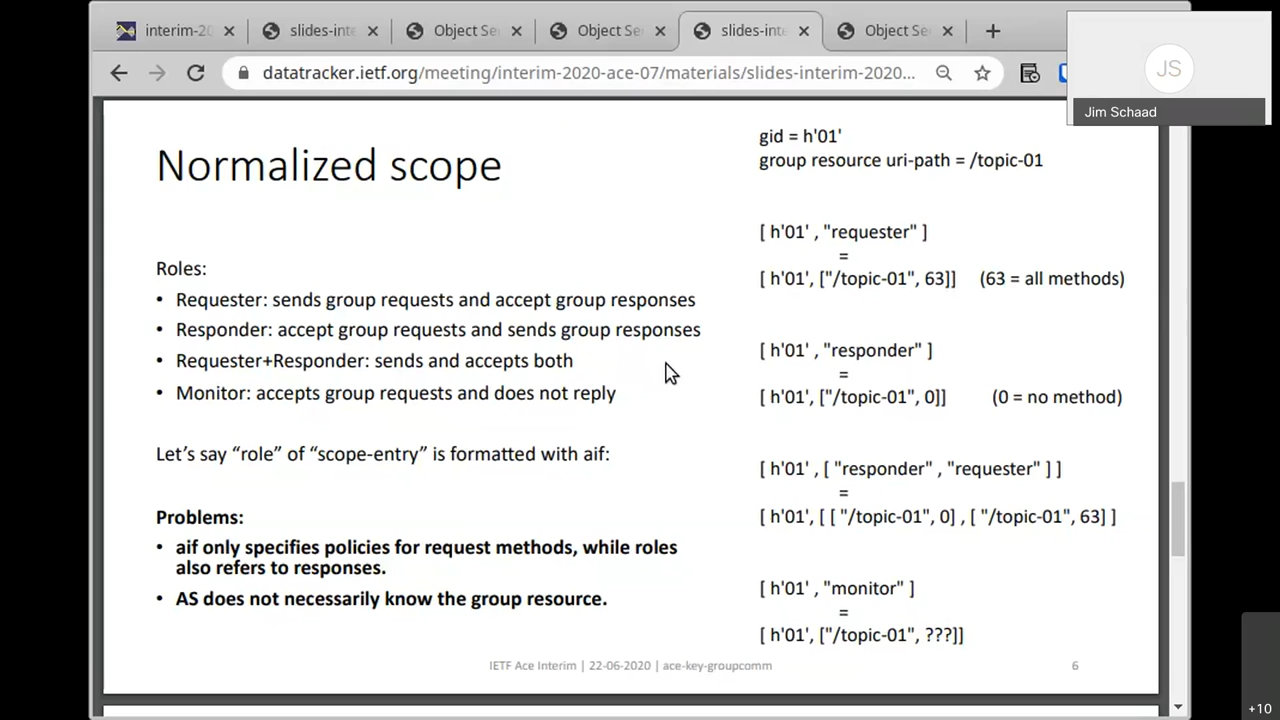 interim-20
slides-inte
Object Se
Object Se
slides-inte
Object Se
datatracker.ietf.org/meeting/interim-2020-ace-07/materials/slides-interim-2020...
JS
Jim Schaad
Normalized scope
Roles:
• Requester: sends group requests and accept group responses
• Responder: accept group requests and sends group responses
• Requester+Responder: sends and accepts both
• Monitor: accepts group requests and does not reply
Let’s say “role” of “scope-entry” is formatted with aif:
Problems:
• aif only specifies policies for request methods, while roles
also refers to responses.
• AS does not necessarily know the group resource.
gid = h'01'
group resource uri-path = /topic-01
[ h'01' , "requester" ]
=
[ h'01', ["/topic-01", 63]] (63 = all methods)
[ h'01' , "responder" ]
=
[ h'01', ["/topic-01", 0]] (0 = no method)
[ h'01' , [ "responder" , "requester" ] ]
=
[ h'01', [ [ "/topic-01", 0] , [ "/topic-01", 63] ]
[ h'01' , "monitor" ]
=
[ h'01', ["/topic-01", ???]]
IETF Ace Interim | 22-06-2020 | ace-key-groupcomm
6
+10